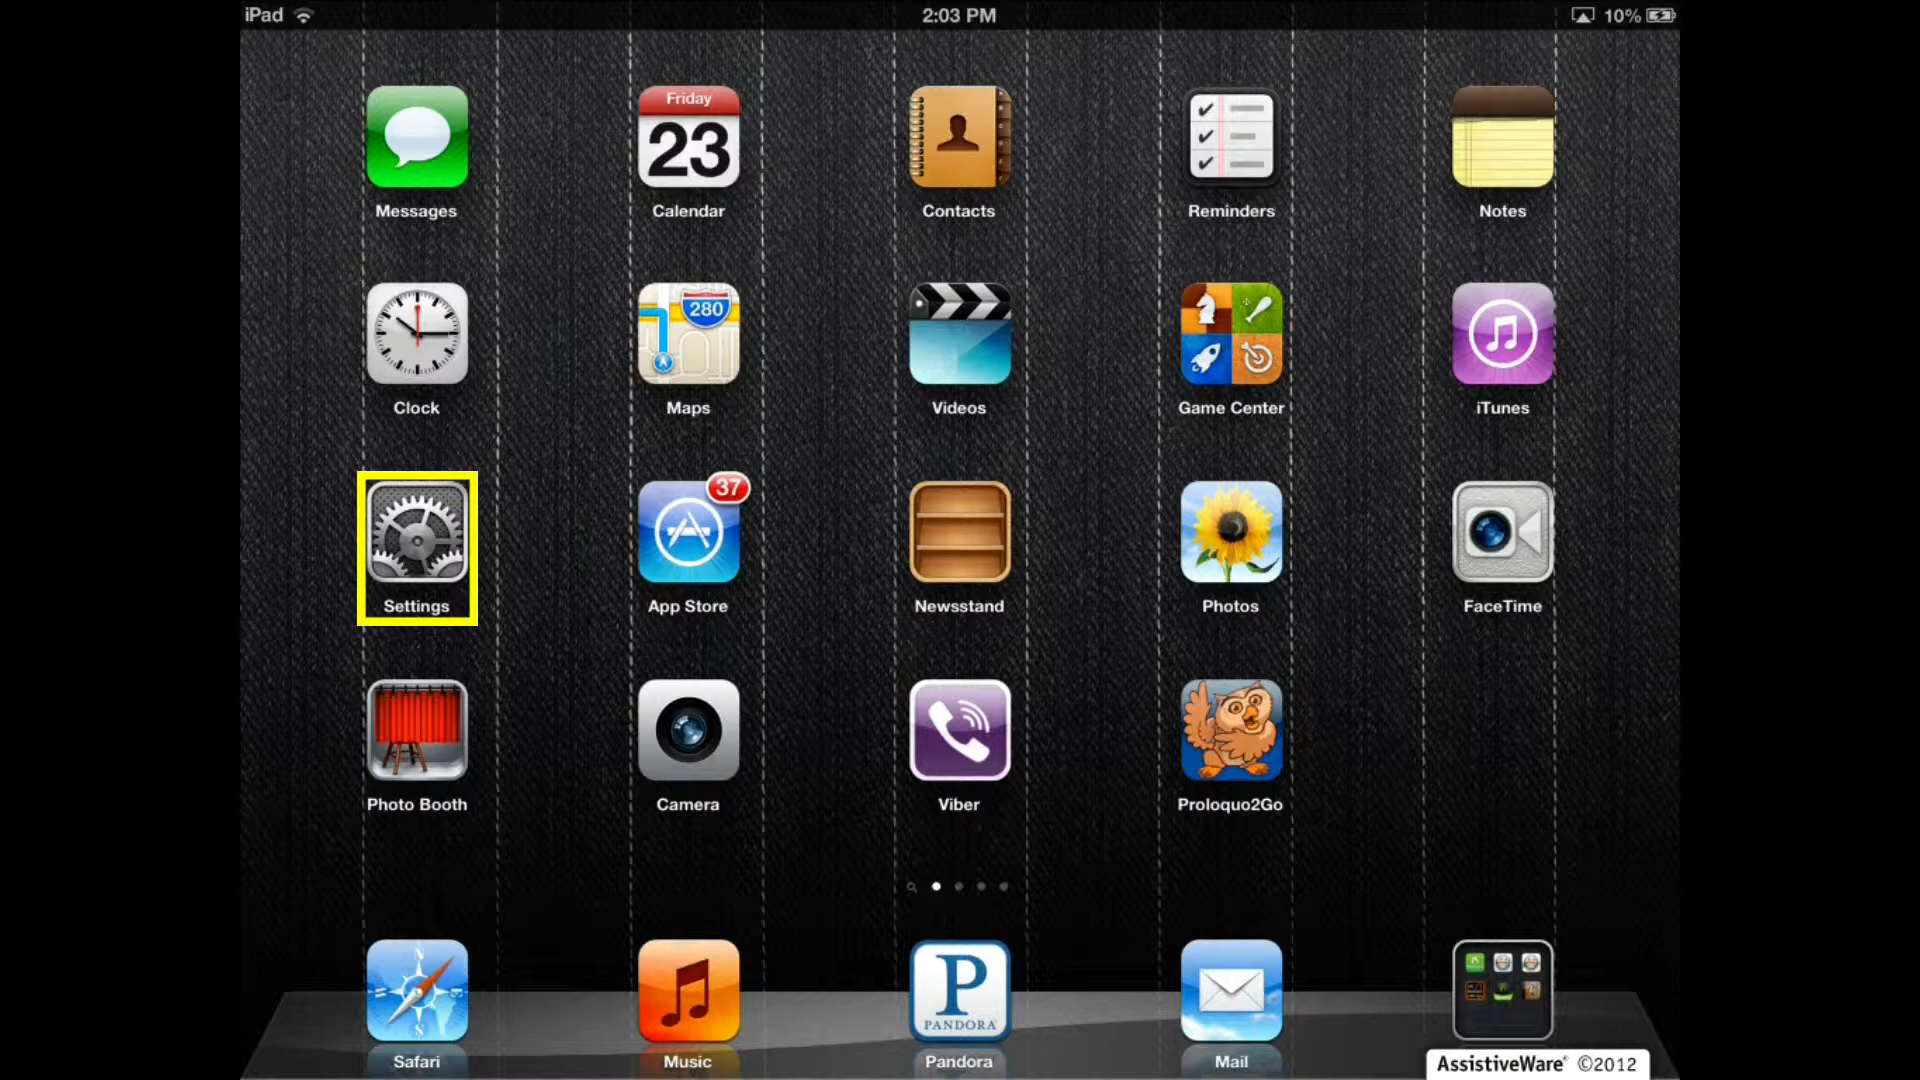 iPad 2:03 PM 10%
Friday
23
Messages Calendar Contacts Reminders Notes
280
Clock Maps Videos Game Center iTunes
37
Settings App Store Newsstand Photos FaceTime
Photo Booth Camera Viber Proloquo2Go
N
P
PANDORA
S
Safari Music Pandora Mail
AssistiveWare® ©2012